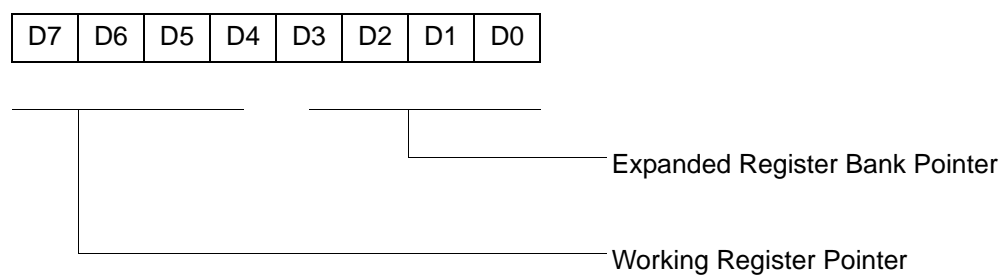 D7 D6 D5 D4 D3 D2 D1 D0
Expanded Register Bank Pointer
Working Register Pointer